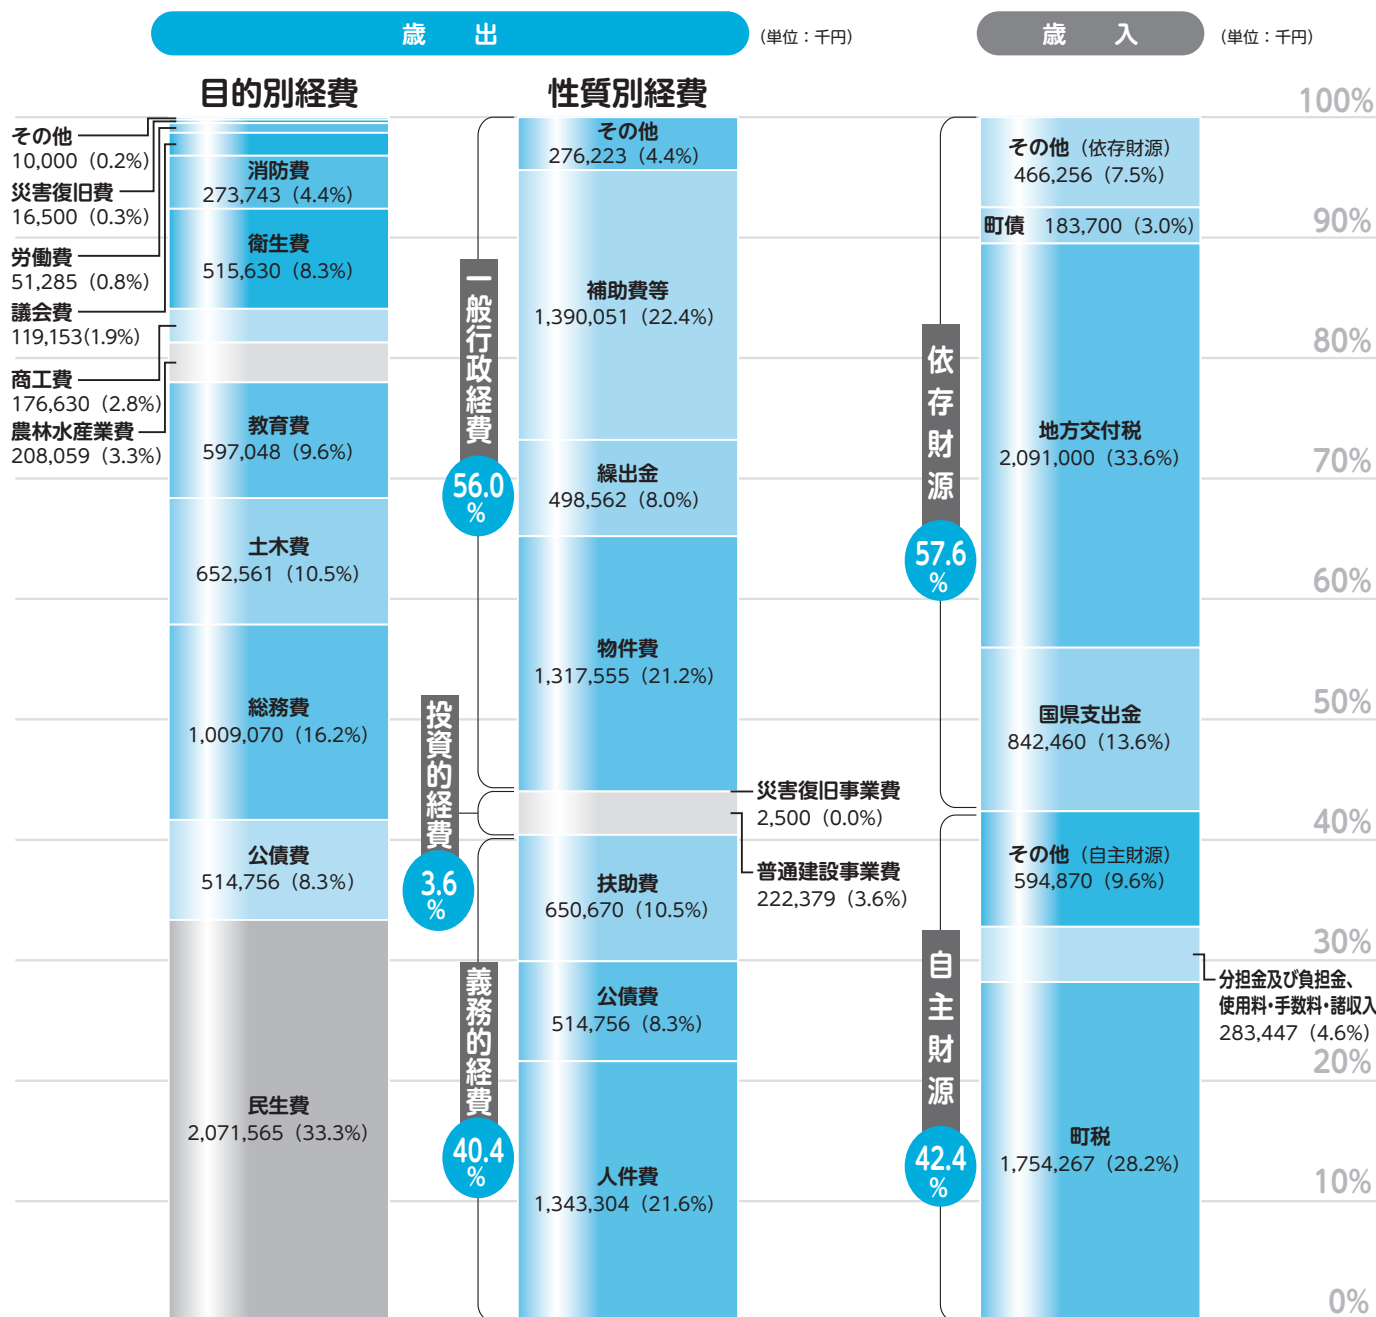 歳出
（単位：千円）
歳入
（単位：千円）
目的別経費
その他
10,000（0.2%）
災害復旧費
16,500（0.3%）
労働費
51,285（0.8%）
議会費
119,153(1.9%)
商工費
176,630（2.8%）
農林水産業費
208,059（3.3%）
消防費
273,743（4.4%）
衛生費
515,630（8.3%）
教育費
597,048（9.6%）
土木費
652,561（10.5%）
総務費
1,009,070（16.2%）
公債費
514,756（8.3%）
民生費
2,071,565（33.3%）
性質別経費
一般行政経費
56.0
%
投資的経費
3.6
%
義務的経費
40.4
%
その他
276,223（4.4%）
補助費等
1,390,051（22.4%）
繰出金
498,562（8.0%）
物件費
1,317,555（21.2%）
災害復旧事業費
2,500（0.0%）
普通建設事業費
222,379（3.6%）
扶助費
650,670（10.5%）
公債費
514,756（8.3%）
人件費
1,343,304（21.6%）
依存財源
57.6
%
自主財源
42.4
%
その他（依存財源）
466,256（7.5%）
町債 183,700（3.0%）
地方交付税
2,091,000（33.6%）
国県支出金
842,460（13.6%）
その他（自主財源）
594,870（9.6%）
分担金及び負担金、
使用料・手数料・諸収入
283,447（4.6%）
町税
1,754,267（28.2%）
100%
90%
80%
70%
60%
50%
40%
30%
20%
10%
0%